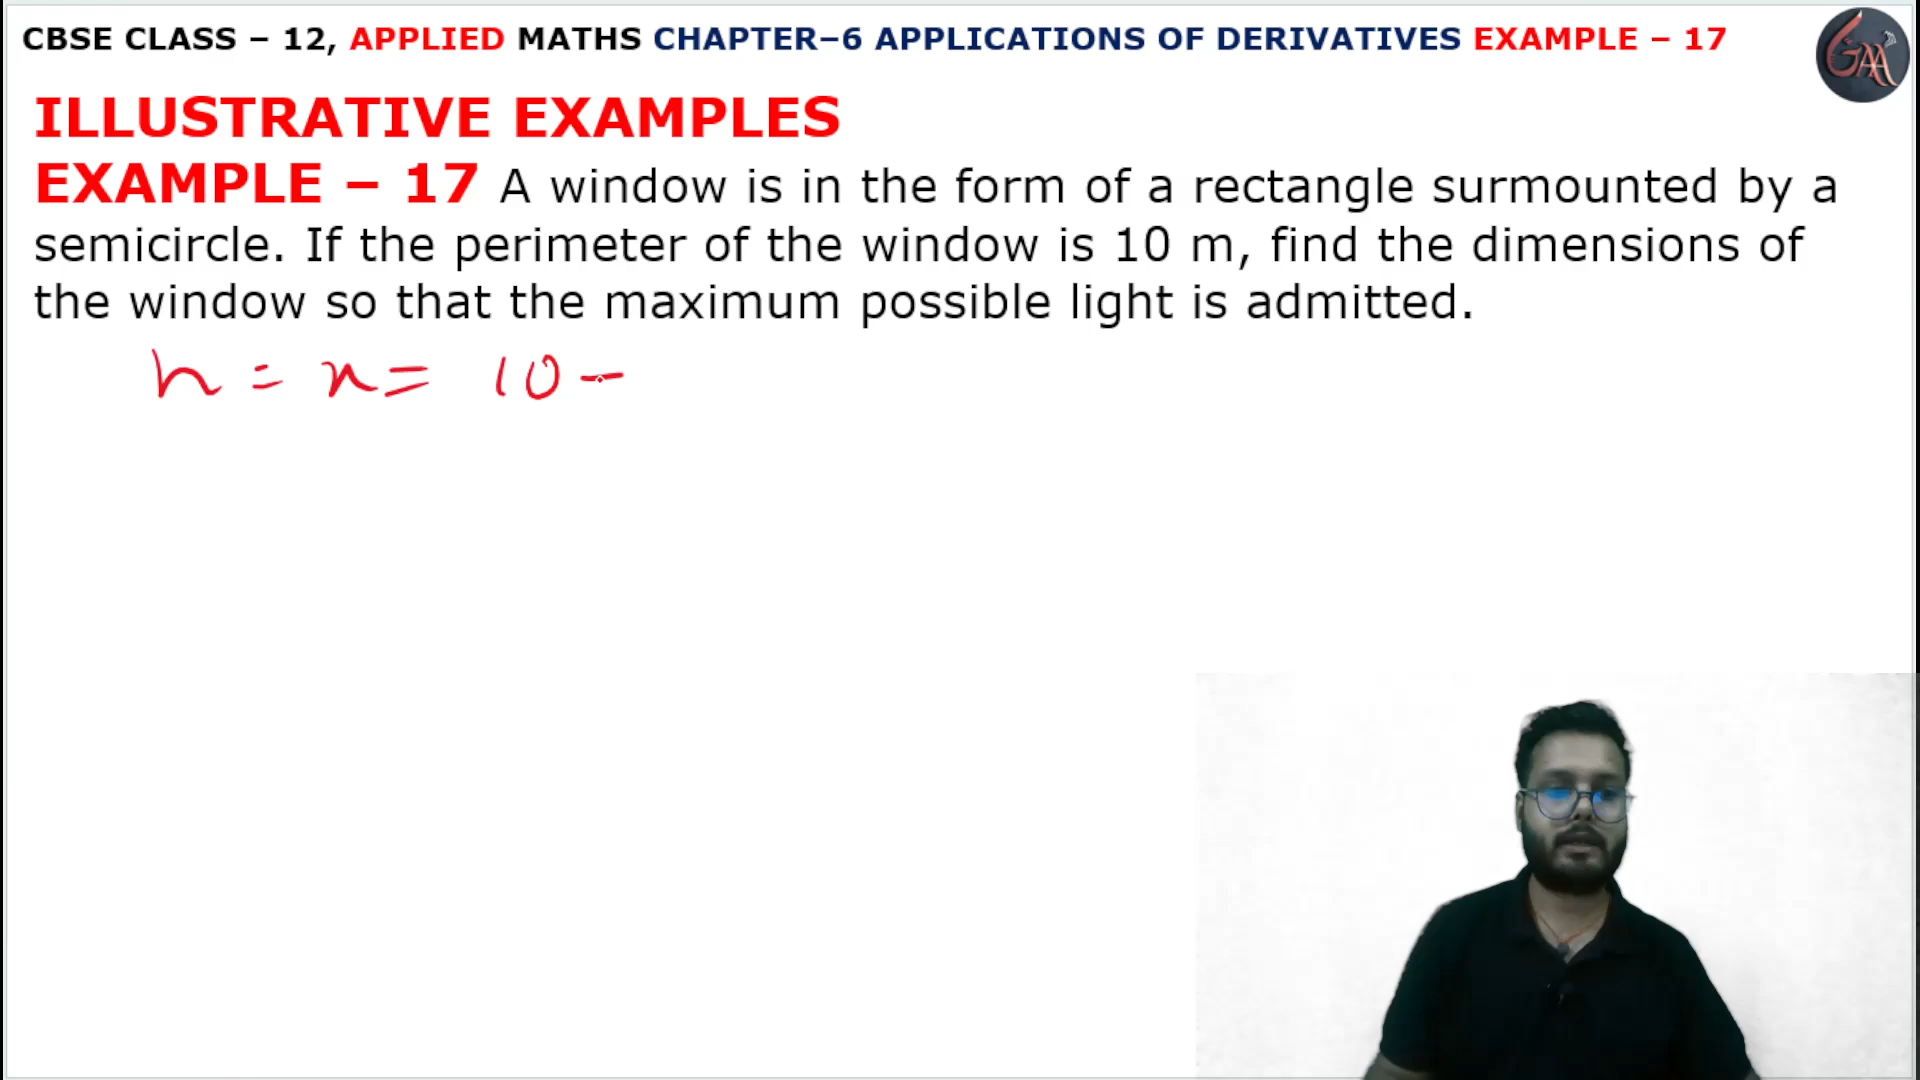 CBSE CLASS – 12, APPLIED MATHS CHAPTER–6 APPLICATIONS OF DERIVATIVES EXAMPLE – 17
ILLUSTRATIVE EXAMPLES
EXAMPLE – 17 A window is in the form of a rectangle surmounted by a
semicircle. If the perimeter of the window is 10 m, find the dimensions of
the window so that the maximum possible light is admitted.
h = x = 10 –